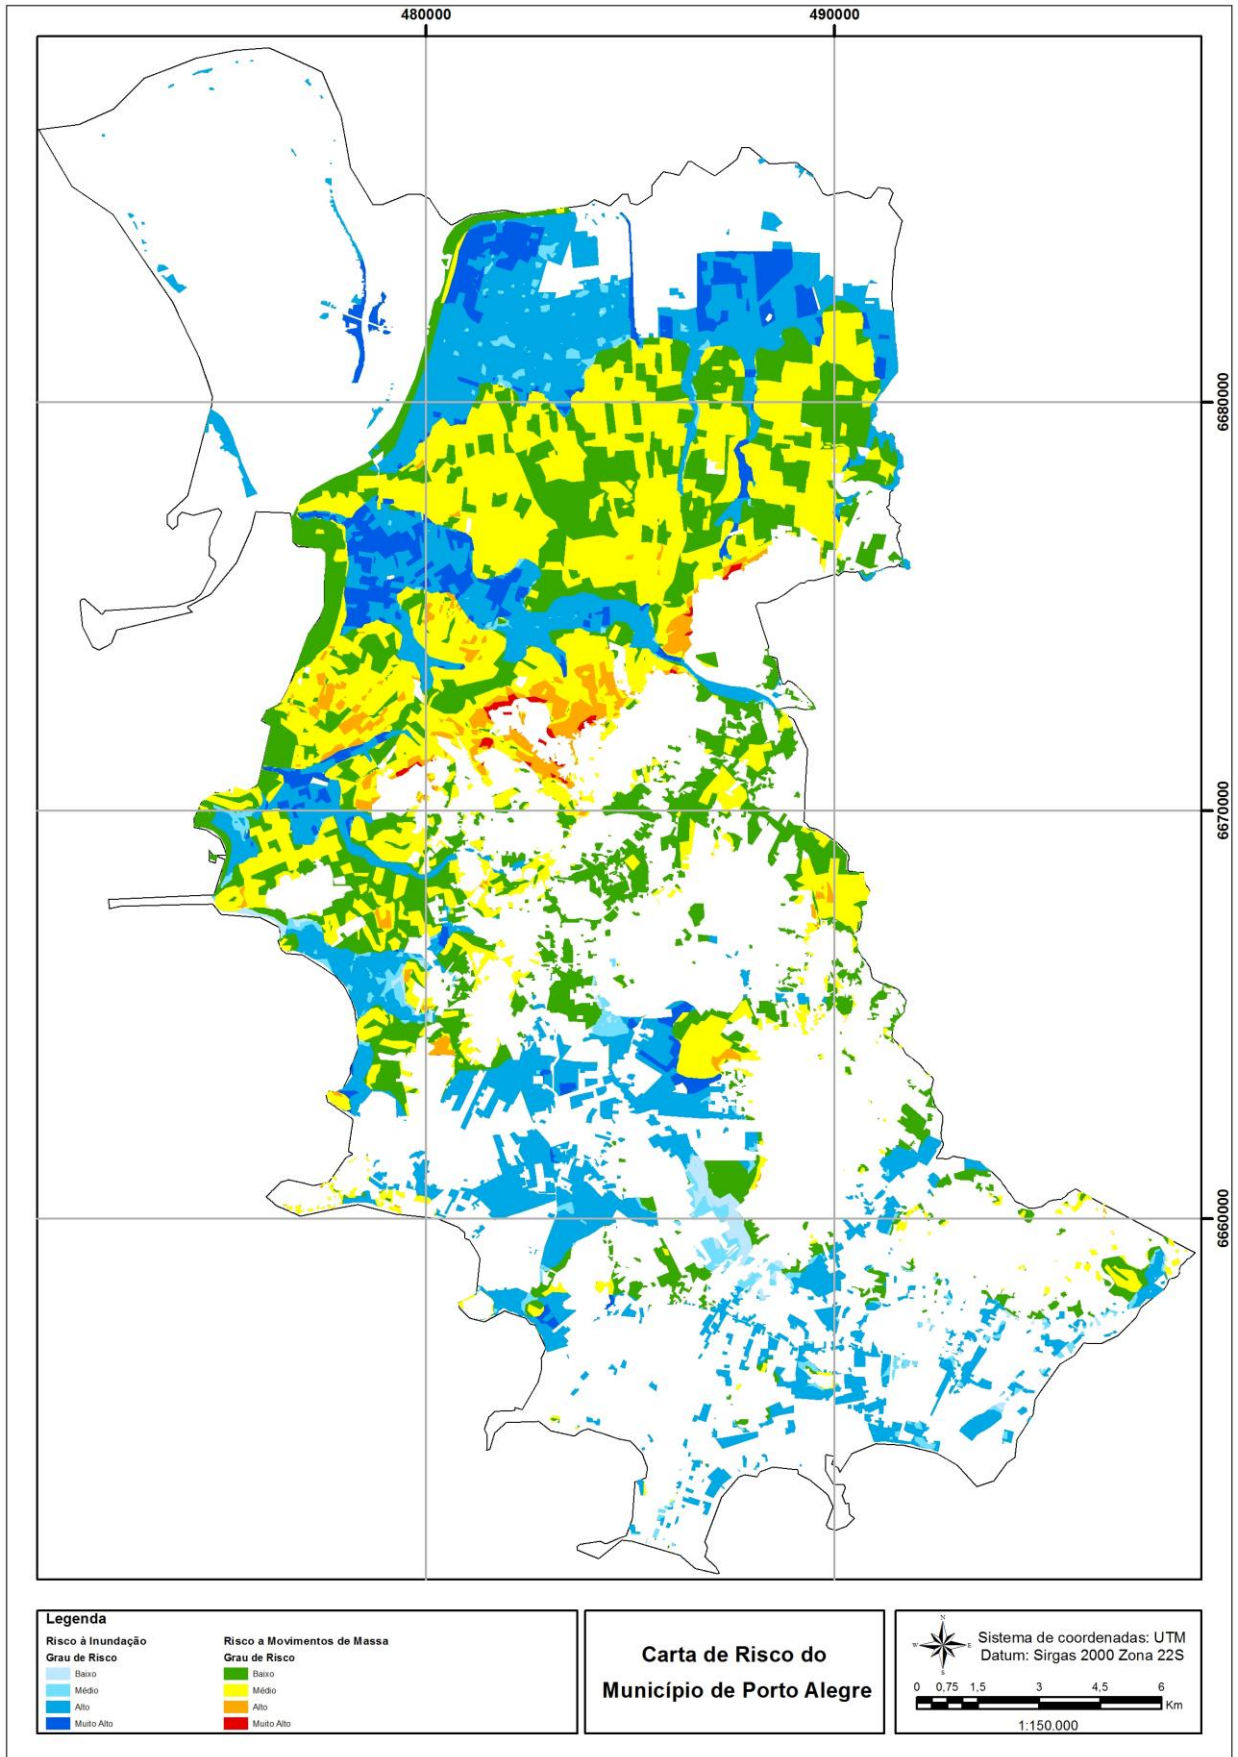 480000
490000
6680000
6670000
6660000
Legenda
Risco à Inundação
Grau de Risco
Baixo
Médio
Alto
Muito Alto
Risco a Movimentos de Massa
Grau de Risco
Baixo
Médio
Alto
Muito Alto
Carta de Risco do
Município de Porto Alegre
N
W
E
S
Sistema de coordenadas: UTM
Datum: Sirgas 2000 Zona 22S
0 0,75 1,5 3 4,5 6
Km
1:150.000